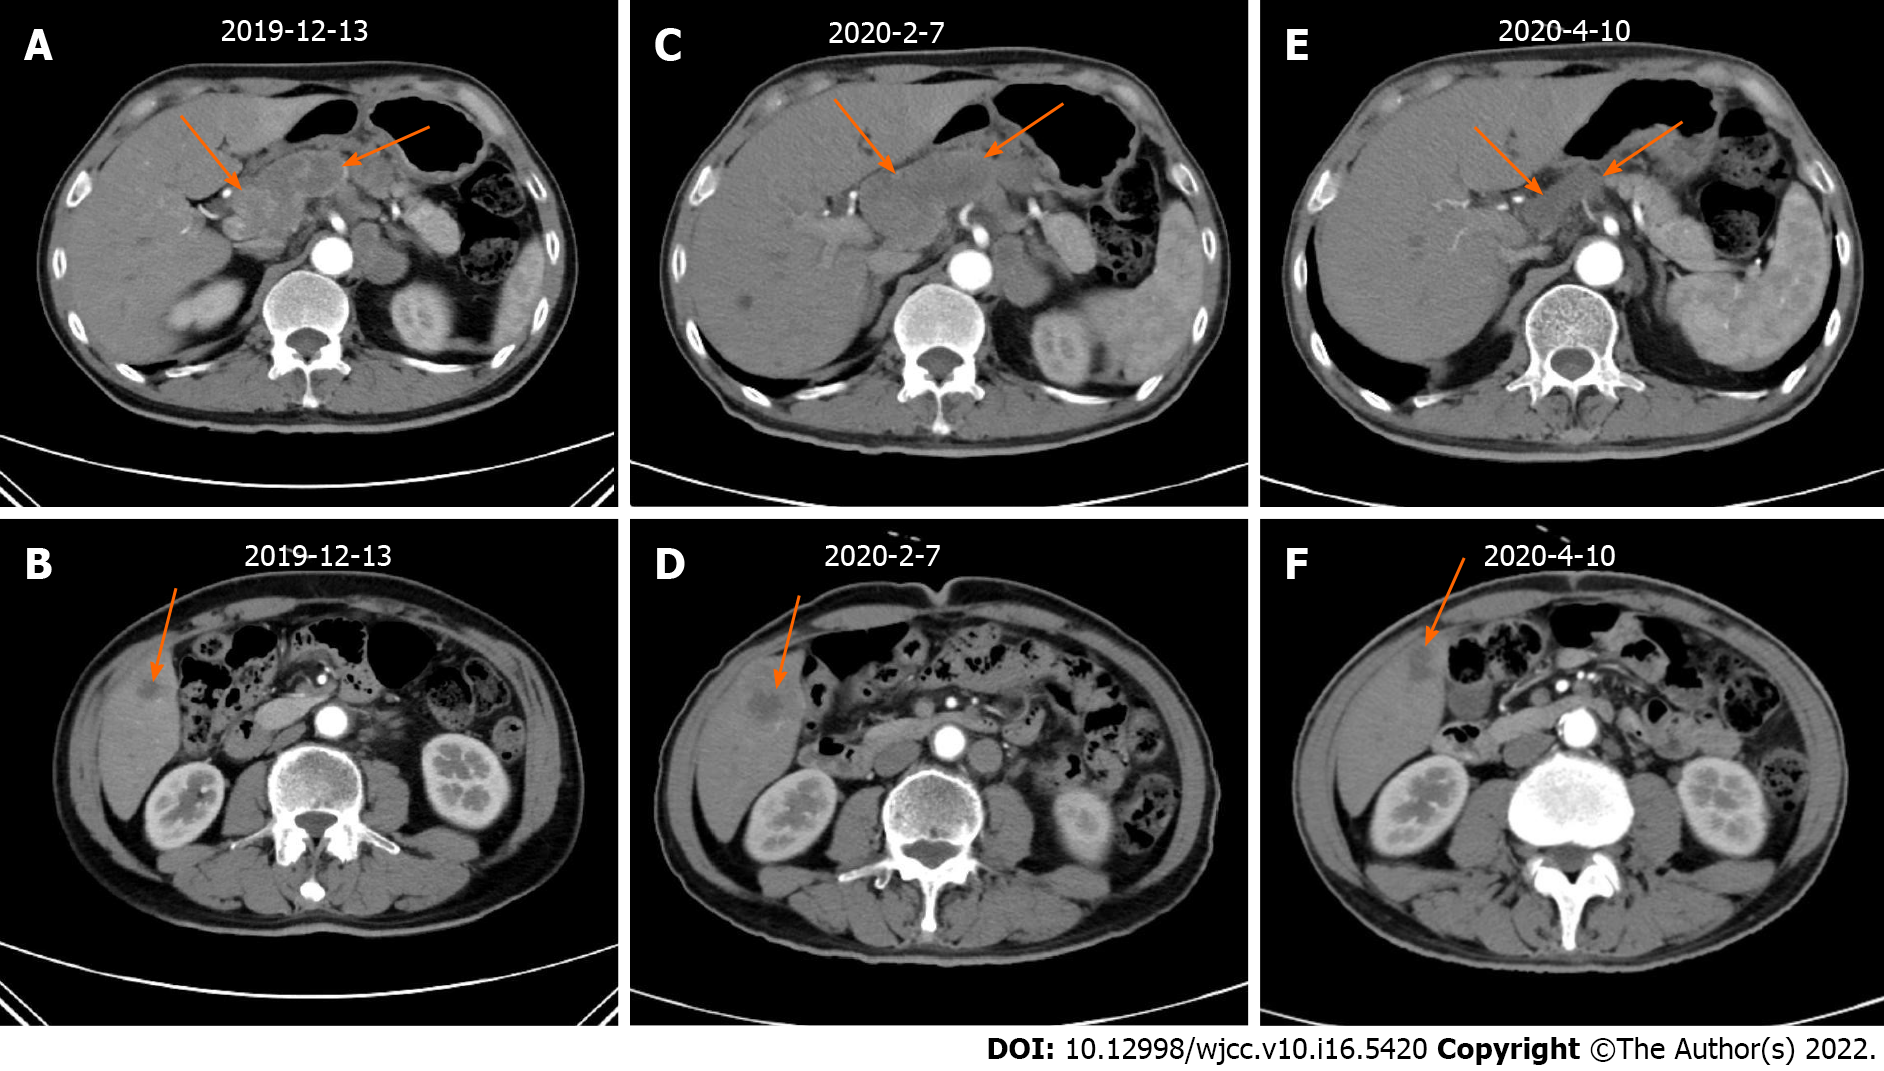 A
2019-12-13
C
2020-2-7
E
2020-4-10
B
2019-12-13
D
2020-2-7
F
2020-4-10
DOI: 10.12998/wjcc.v10.i16.5420 Copyright ©The Author(s) 2022.